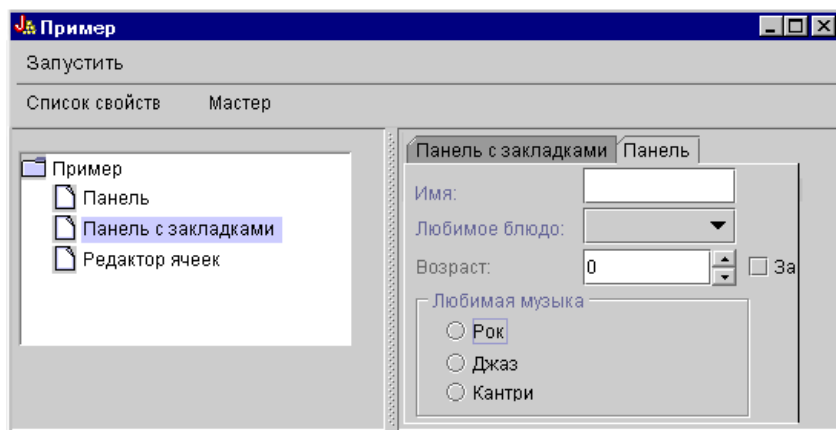 Пример
Запустить
Список свойств Мастер
Пример
Панель
Панель с закладками
Редактор ячеек
Панель с закладками Панель
Имя:
Любимое блюдо:
Возраст: 0 За
Любимая музыка
Рок
Джаз
Кантри